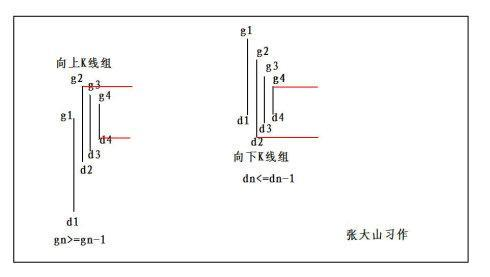 向上K线组
g2
g3
g4
g1
d4
d3
d2
d1
gn>=gn-1
g1
g2
g3
g4
d1
d4
d3
d2
向下K线组
dn<=dn-1
张大山习作